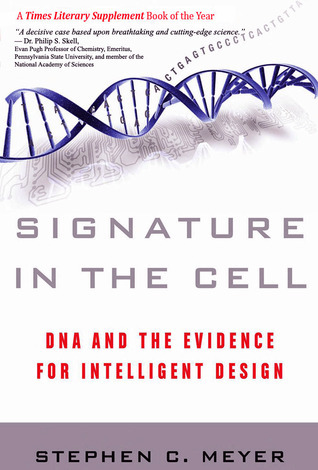 A Times Literary Supplement Book of the Year
"A decisive case based upon breathtaking and cutting-edge science."
— Dr. Philip S. Skell,
Evan Pugh Professor of Chemistry, Emeritus,
Pennsylvania State University, and member of the
National Academy of Sciences
ACTGAGTGCCCTCACTGTTA
SIGNATURE
IN THE CELL
DNA AND THE EVIDENCE
FOR INTELLIGENT DESIGN
STEPHEN C. MEYER